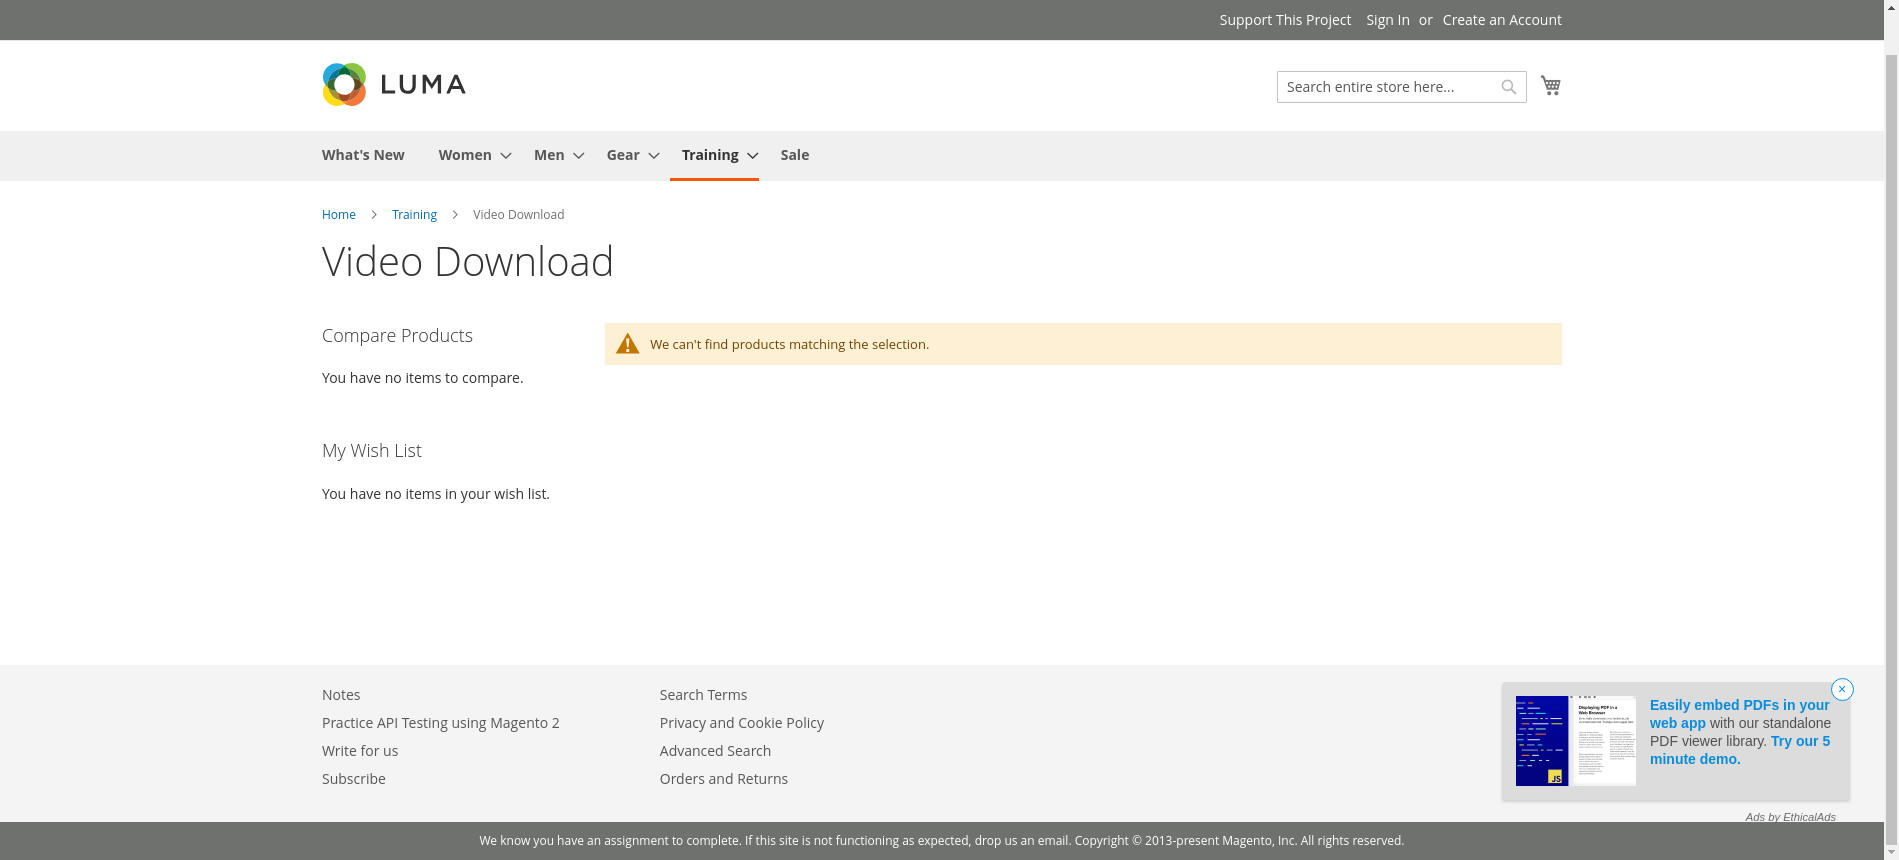 Support This Project Sign In or Create an Account
LUMA
Search entire store here...
What's New Women Men Gear Training Sale
Home Training Video Download
Video Download
Compare Products
You have no items to compare.
We can't find products matching the selection.
My Wish List
You have no items in your wish list.
Notes
Practice API Testing using Magento 2
Write for us
Subscribe
Search Terms
Privacy and Cookie Policy
Advanced Search
Orders and Returns
Displaying PDF in a
Web Browser
JS
Easily embed PDFs in your
web app with our standalone
PDF viewer library. Try our 5
minute demo.
Ads by EthicalAds
We know you have an assignment to complete. If this site is not functioning as expected, drop us an email. Copyright © 2013-present Magento, Inc. All rights reserved.